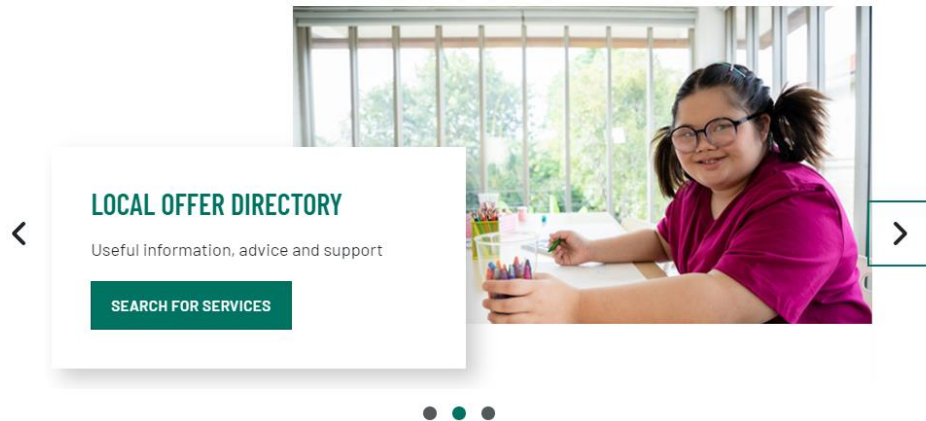 LOCAL OFFER DIRECTORY
Useful information, advice and support
SEARCH FOR SERVICES